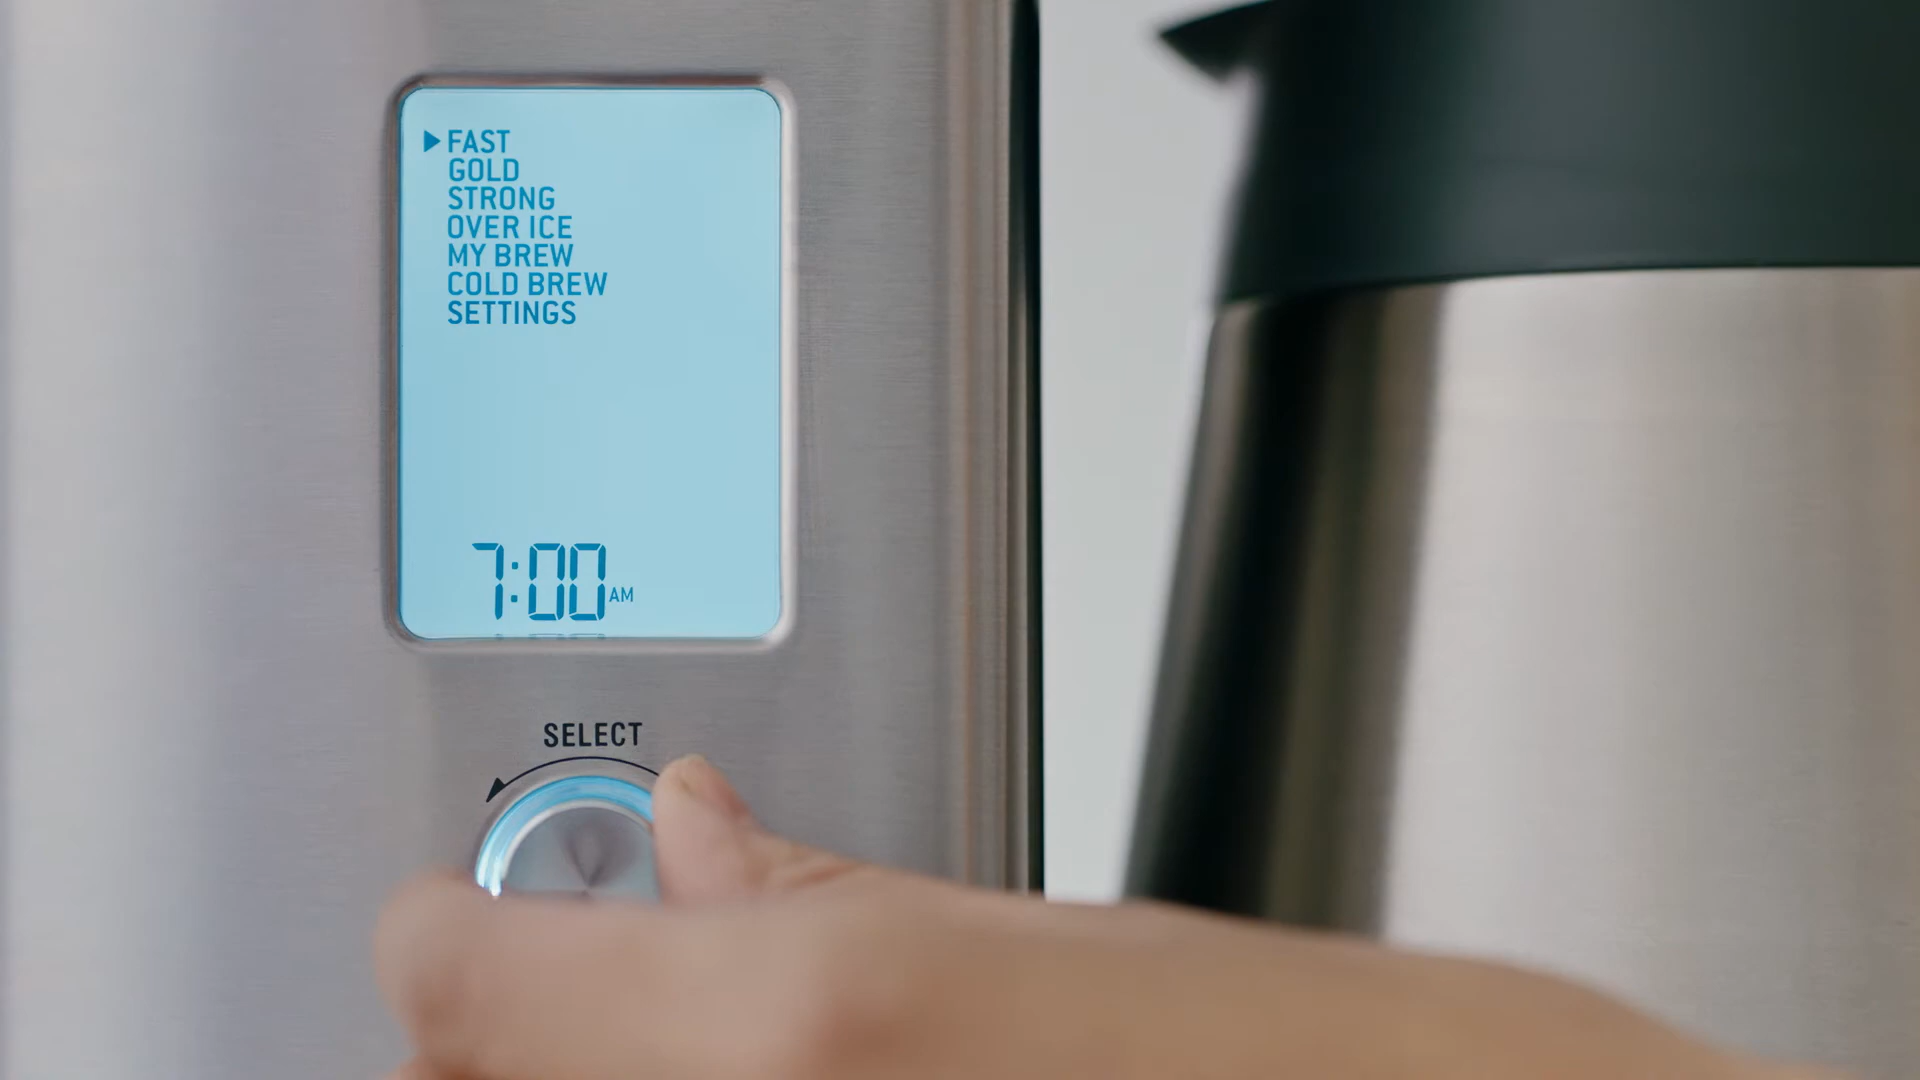 FAST
GOLD
STRONG
OVER ICE
MY BREW
COLD BREW
SETTINGS
7:00 AM
SELECT